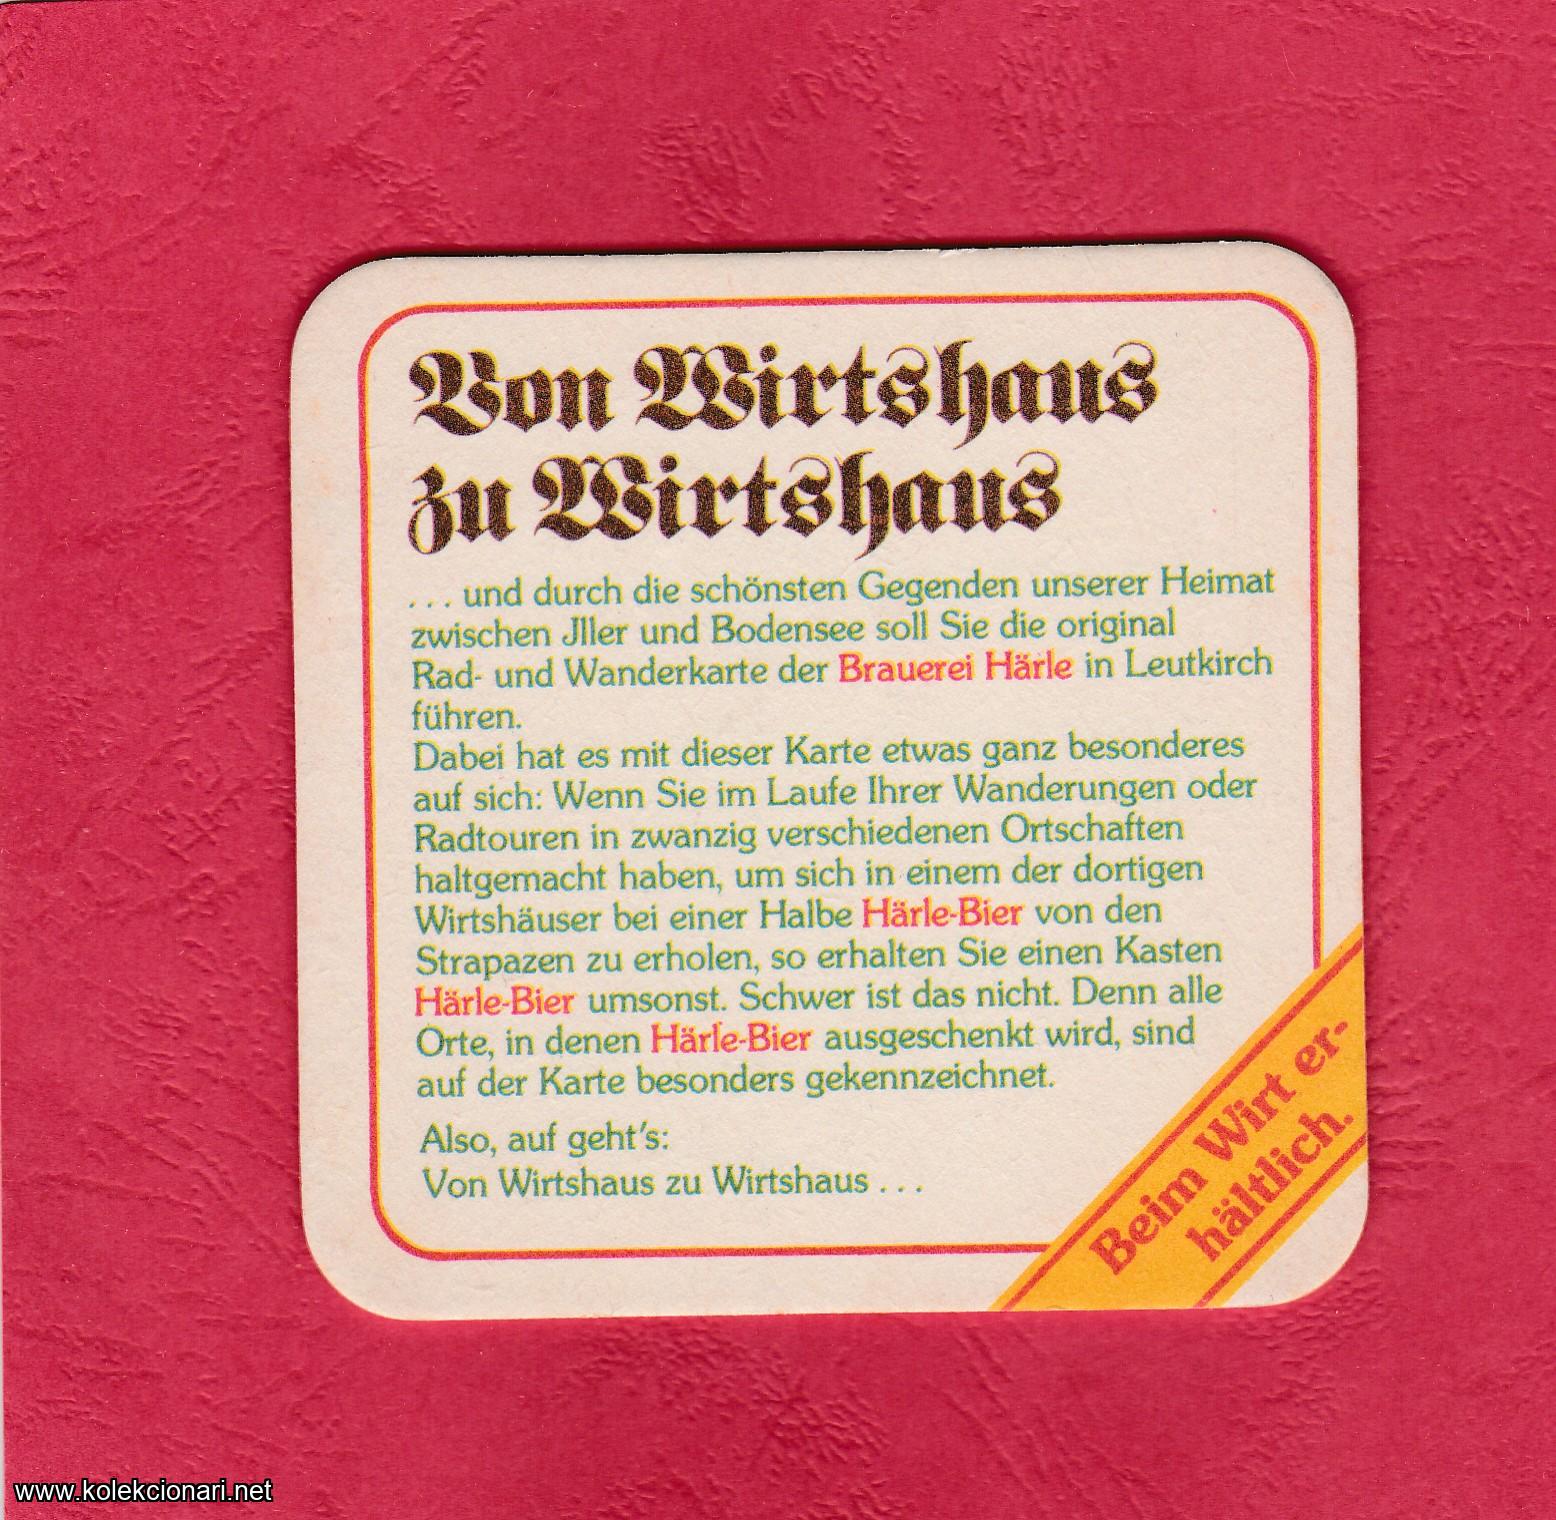 Von Wirtshaus
zu Wirtshaus
... und durch die schönsten Gegenden unserer Heimat
zwischen Jller und Bodensee soll Sie die original
Rad- und Wanderkarte der Brauerei Härle in Leutkirch
führen.
Dabei hat es mit dieser Karte etwas ganz besonderes
auf sich: Wenn Sie im Laufe Ihrer Wanderungen oder
Radtouren in zwanzig verschiedenen Ortschaften
haltgemacht haben, um sich in einem der dortigen
Wirtshäuser bei einer Halbe Härle-Bier von den
Strapazen zu erholen, so erhalten Sie einen Kasten
Härle-Bier umsonst. Schwer ist das nicht. Denn alle
Orte, in denen Härle-Bier ausgeschenkt wird, sind
auf der Karte besonders gekennzeichnet.
Also, auf geht's:
Von Wirtshaus zu Wirtshaus ...
Beim Wirt er-
hältlich.
www.kolekcionari.net